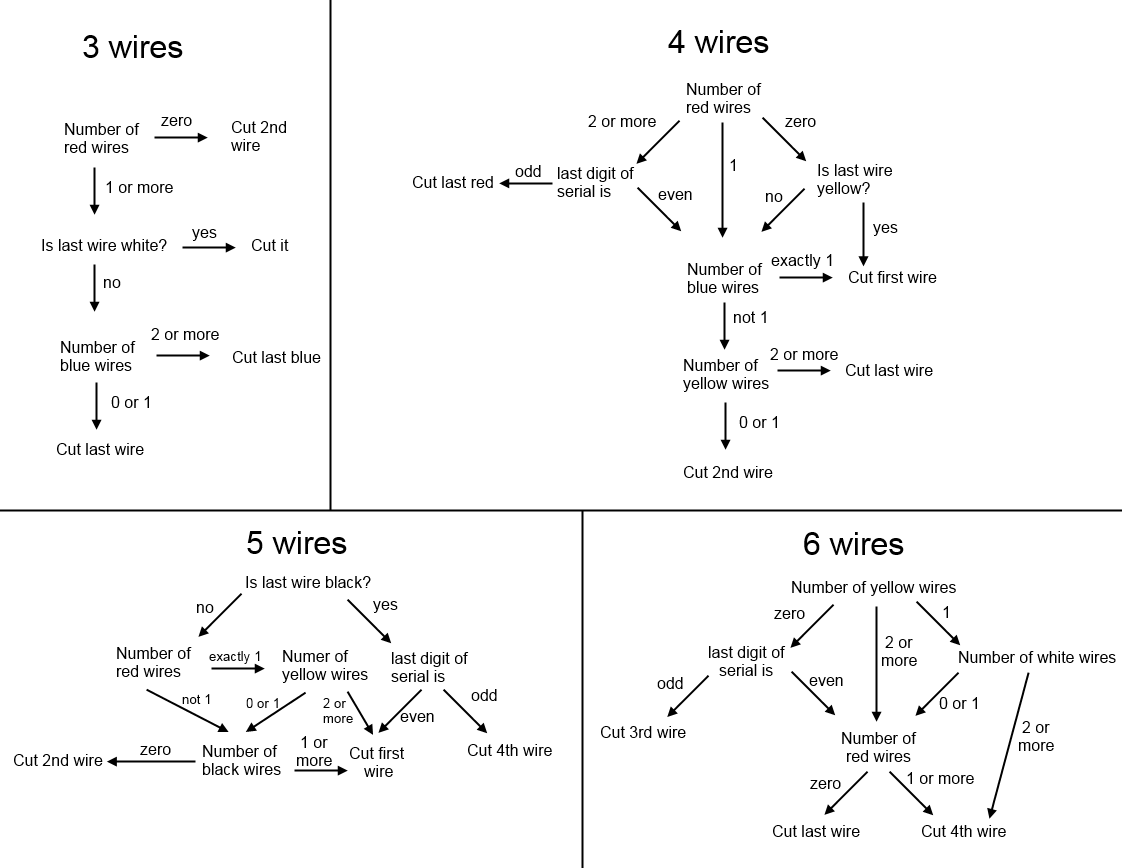 3 wires
Number of
red wires
zero
Cut 2nd
wire
1 or more
Is last wire white?
yes
Cut it
no
Number of
blue wires
2 or more
Cut last blue
0 or 1
Cut last wire
4 wires
Number of
red wires
2 or more
1
zero
Cut last red
odd
last digit of
serial is
even
Is last wire
yellow?
no
yes
Number of
blue wires
exactly 1
Cut first wire
not 1
Number of
yellow wires
2 or more
Cut last wire
0 or 1
Cut 2nd wire
5 wires
Is last wire black?
no
yes
Number of
red wires
exactly 1
Numer of
yellow wires
last digit of
serial is
not 1
0 or 1
2 or
more
even
odd
Cut 2nd wire
zero
Number of
black wires
1 or
more
Cut first
wire
Cut 4th wire
6 wires
Number of yellow wires
zero
2 or
more
1
last digit of
serial is
Number of white wires
odd
even
0 or 1
2 or
more
Cut 3rd wire
Number of
red wires
zero
1 or more
Cut last wire
Cut 4th wire